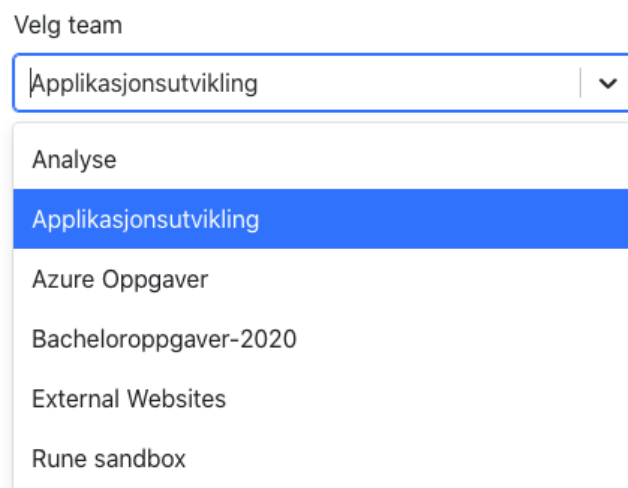 Velg team
Applikasjonsutvikling
Analyse
Applikasjonsutvikling
Azure Oppgaver
Bacheloroppgaver-2020
External Websites
Rune sandbox